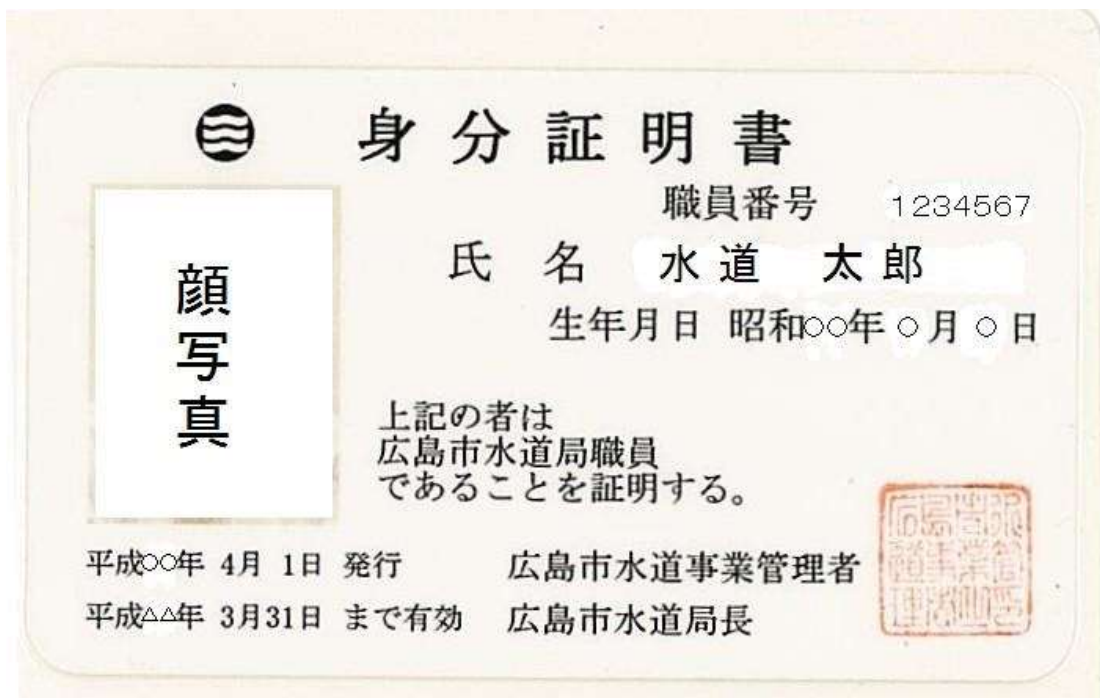 身分証明書
職員番号 1234567
氏名 水道 太郎
生年月日 昭和○○年○月○日
顔写真
上記の者は
広島市水道局職員
であることを証明する。
平成○○年 4月 1日 発行 広島市水道事業管理者
平成△△年 3月31日 まで有効 広島市水道局長